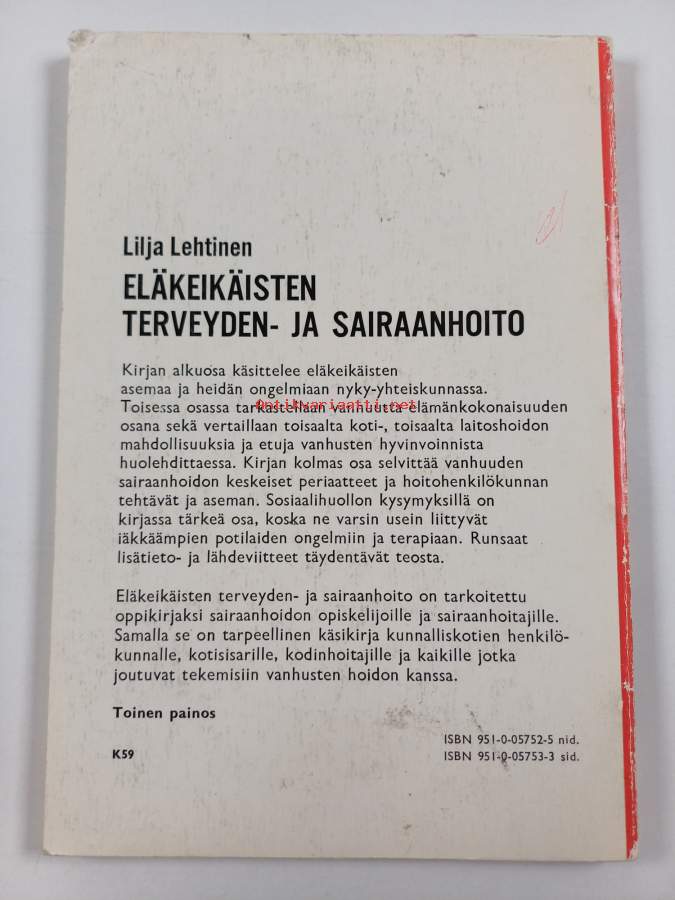 Lilja Lehtinen
ELÄKEIKÄISTEN
TERVEYDEN- JA SAIRAANHOITO
Kirjan alkuosa käsittelee eläkeikäisten
asemaa ja heidän ongelmiaan nyky-yhteiskunnassa.
Toisessa osassa tarkastellaan vanhuutta elämänkokonaisuuden
Antikvariaatti.net
osana sekä vertaillaan toisaalta koti-, toisaalta laitoshoidon
mahdollisuuksia ja etuja vanhusten hyvinvoinnista
huolehdittaessa. Kirjan kolmas osa selvittää vanhuuden
sairaanhoidon keskeiset periaatteet ja hoitohenkilökunnan
tehtävät ja aseman. Sosiaalihuollon kysymyksillä on
kirjassa tärkeä osa, koska ne varsin usein liittyvät
iäkkäämpien potilaiden ongelmiin ja terapiaan. Runsaat
lisätieto- ja lähdeviitteet täydentävät teosta.
Eläkeikäisten terveyden- ja sairaanhoito on tarkoitettu
oppikirjaksi sairaanhoidon opiskelijoille ja sairaanhoitajille.
Samalla se on tarpeellinen käsikirja kunnalliskotien henkilö-
kunnalle, kotisisarille, kodinhoitajille ja kaikille jotka
joutuvat tekemisiin vanhusten hoidon kanssa.
Toinen painos
K59
ISBN 951-0-05752-5 nid.
ISBN 951-0-05753-3 sid.